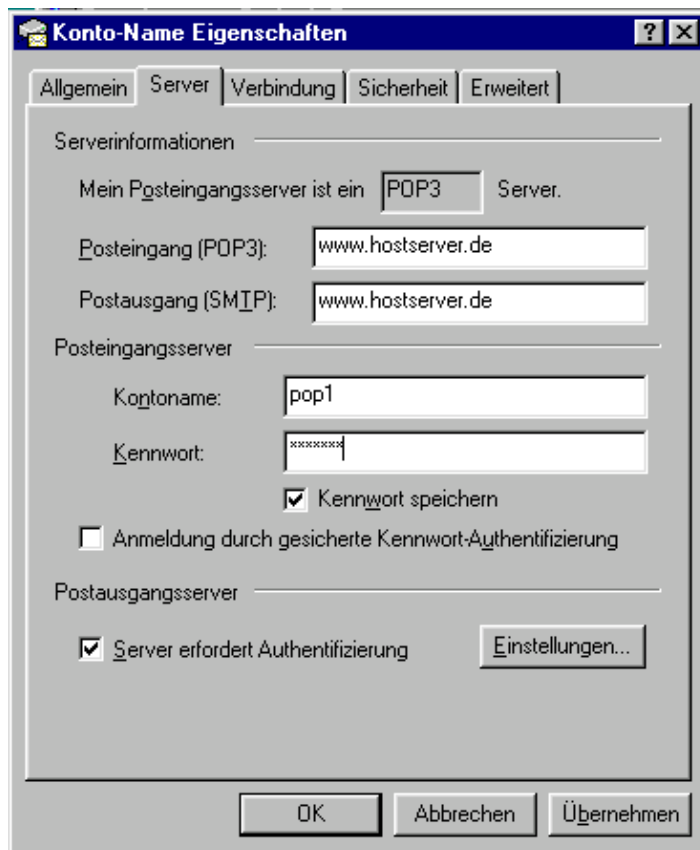 Konto-Name Eigenschaften
Allgemein Server Verbindung Sicherheit Erweitert
Serverinformationen
Mein Posteingangsserver ist ein POP3 Server.
Posteingang (POP3): www.hostserver.de
Postausgang (SMTP): www.hostserver.de
Posteingangsserver
Kontoname: pop1
Kennwort: *******
Kennwort speichern
Anmeldung durch gesicherte Kennwort-Authentifizierung
Postausgangsserver
Server erfordert Authentifizierung Einstellungen...
OK Abbrechen Übernehmen